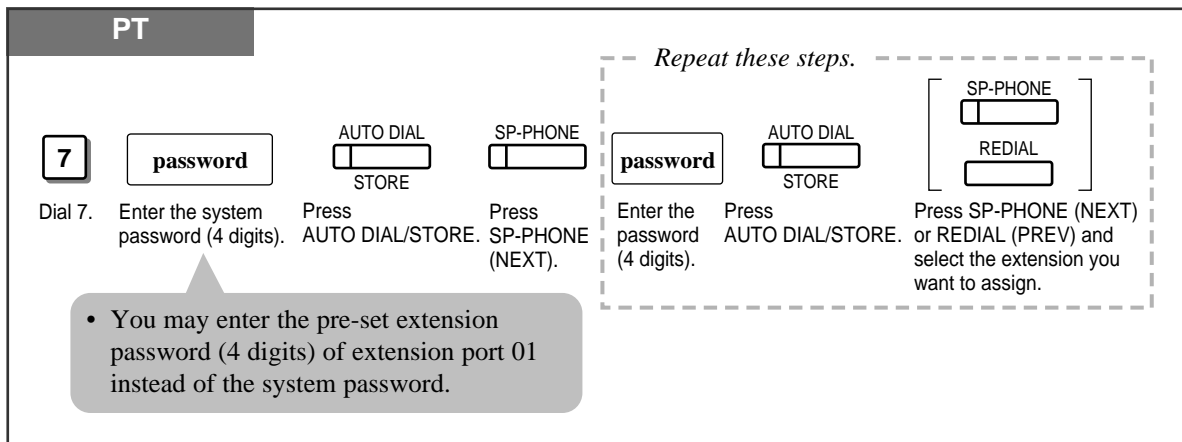 PT
Repeat these steps.
7
password
AUTO DIAL
STORE
SP-PHONE
password
AUTO DIAL
STORE
SP-PHONE
REDIAL
Dial 7.
Enter the system
password (4 digits).
Press
AUTO DIAL/STORE.
Press
SP-PHONE
(NEXT).
Enter the
password
(4 digits).
Press
AUTO DIAL/STORE.
Press SP-PHONE (NEXT)
or REDIAL (PREV) and
select the extension you
want to assign.
• You may enter the pre-set extension
password (4 digits) of extension port 01
instead of the system password.